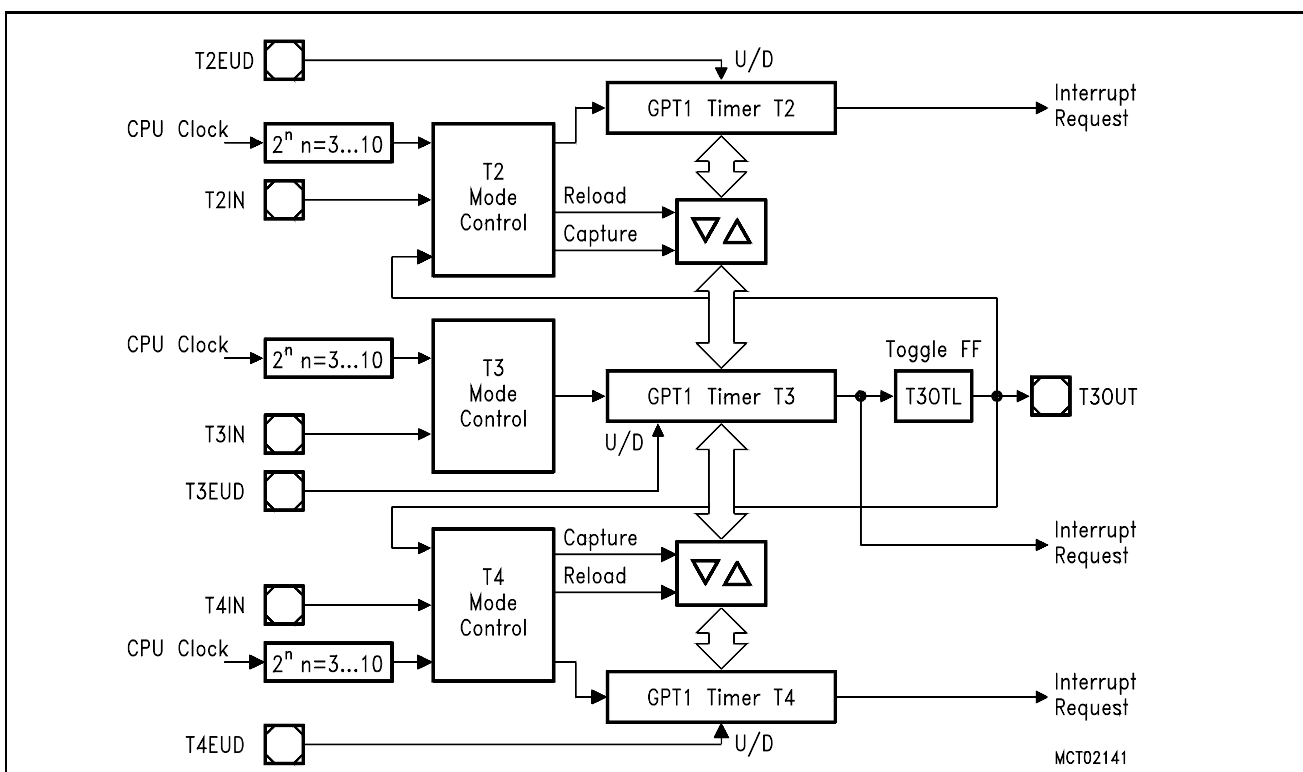 T2EUD
U/D
GPT1 Timer T2
Interrupt
Request
CPU Clock
2ⁿ n=3...10
T2
Mode
Control
T2IN
Reload
Capture
CPU Clock
2ⁿ n=3...10
T3
Mode
Control
GPT1 Timer T3
Toggle FF
T3OTL
T3OUT
T3IN
U/D
T3EUD
Interrupt
Request
Capture
Reload
T4
Mode
Control
T4IN
CPU Clock
2ⁿ n=3...10
GPT1 Timer T4
Interrupt
Request
T4EUD
U/D
MCT02141